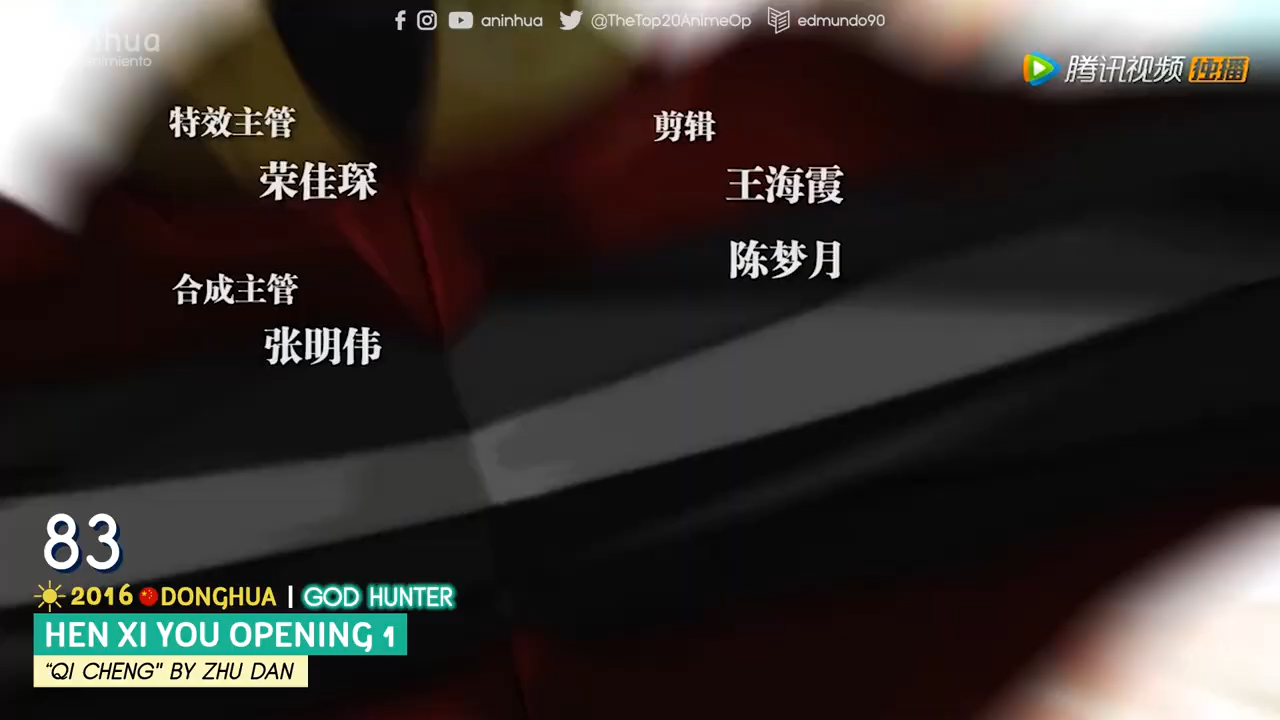 aninhua
@TheTop20AnimeOp
edmundo90
腾讯视频 独播
特效主管
荣佳琛
合成主管
张明伟
剪辑
王海霞
陈梦月
83
2016 DONGHUA | GOD HUNTER
HEN XI YOU OPENING 1
"QI CHENG" BY ZHU DAN